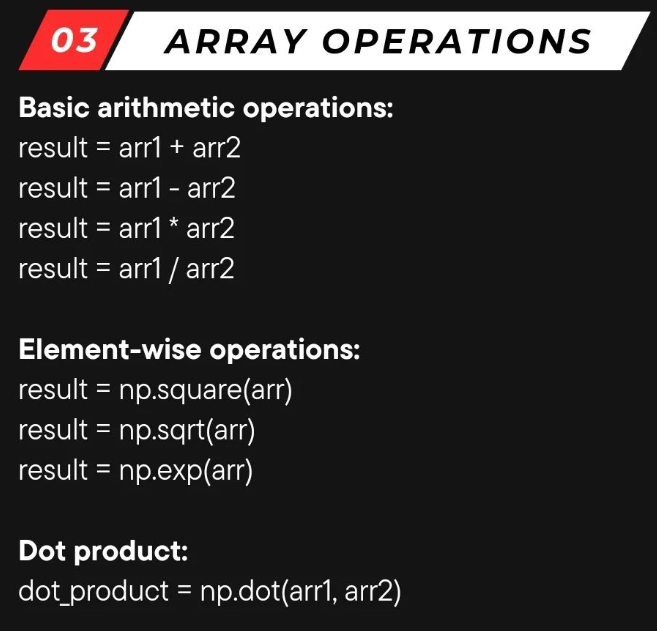 03 ARRAY OPERATIONS
Basic arithmetic operations:
result = arr1 + arr2
result = arr1 - arr2
result = arr1 * arr2
result = arr1 / arr2
Element-wise operations:
result = np.square(arr)
result = np.sqrt(arr)
result = np.exp(arr)
Dot product:
dot_product = np.dot(arr1, arr2)